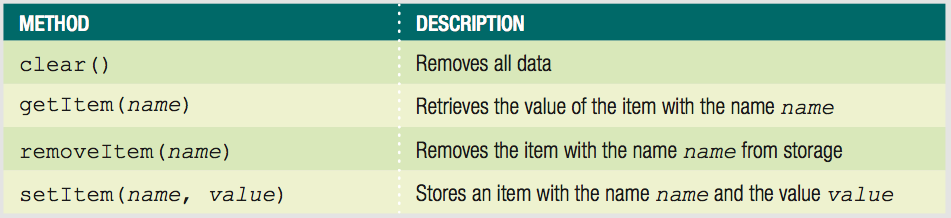 METHOD DESCRIPTION
clear() Removes all data
getItem(name) Retrieves the value of the item with the name name
removeItem(name) Removes the item with the name name from storage
setItem(name, value) Stores an item with the name name and the value value